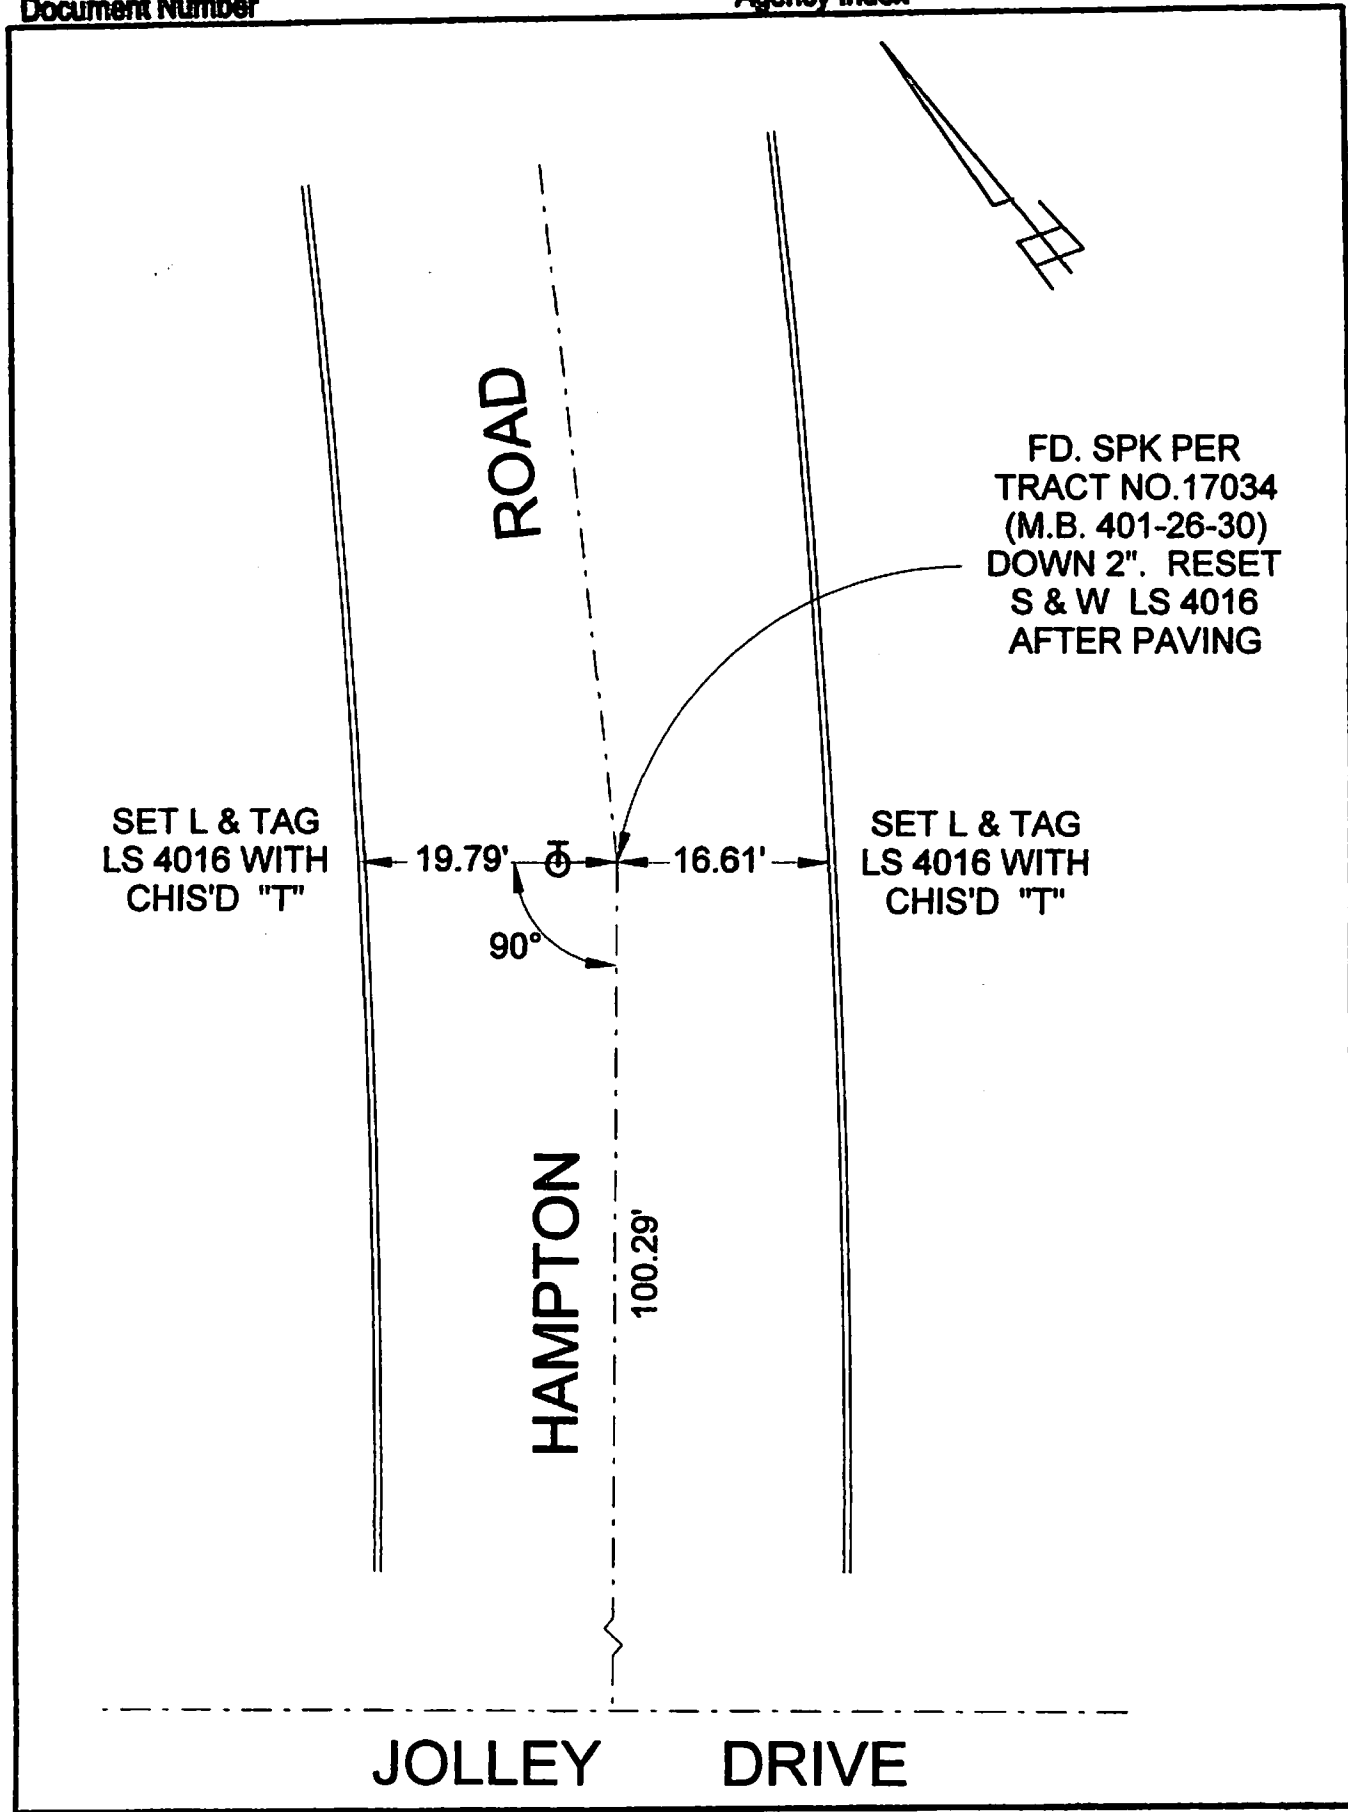 Document Number
Agency Index
ROAD
FD. SPK PER
TRACT NO.17034
(M.B. 401-26-30)
DOWN 2". RESET
S & W LS 4016
AFTER PAVING
SET L & TAG
LS 4016 WITH
CHIS'D "T"
19.79'
16.61'
SET L & TAG
LS 4016 WITH
CHIS'D "T"
90°
HAMPTON
100.29'
JOLLEY DRIVE